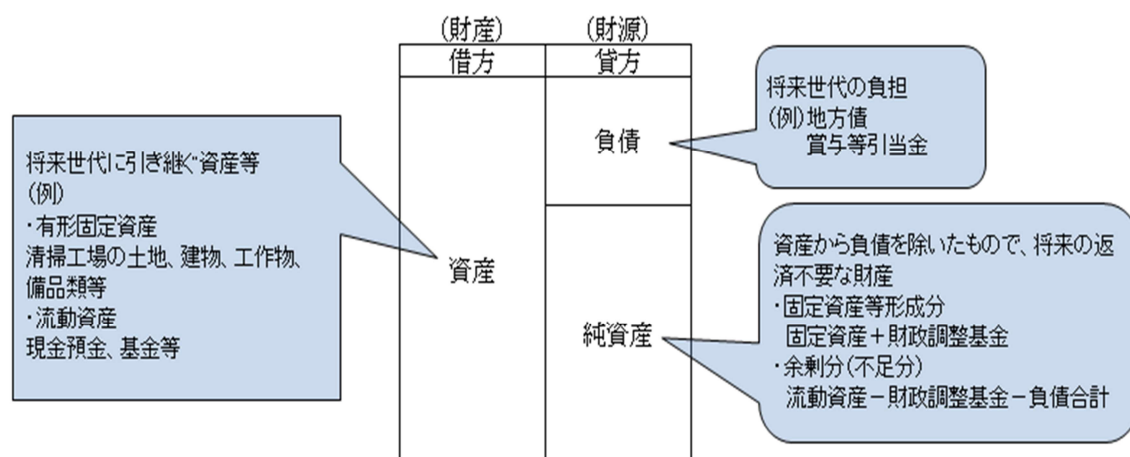 (財産)
(財源)
借方
貸方
将来世代の負担
(例)地方債
賞与等引当金
負債
将来世代に引き継ぐ資産等
(例)
・有形固定資産
清掃工場の土地、建物、工作物、
備品類等
・流動資産
現金預金、基金等
資産
純資産
資産から負債を除いたもので、将来の返
済不要な財産
・固定資産等形成分
固定資産＋財政調整基金
・余剰分(不足分)
流動資産－財政調整基金－負債合計